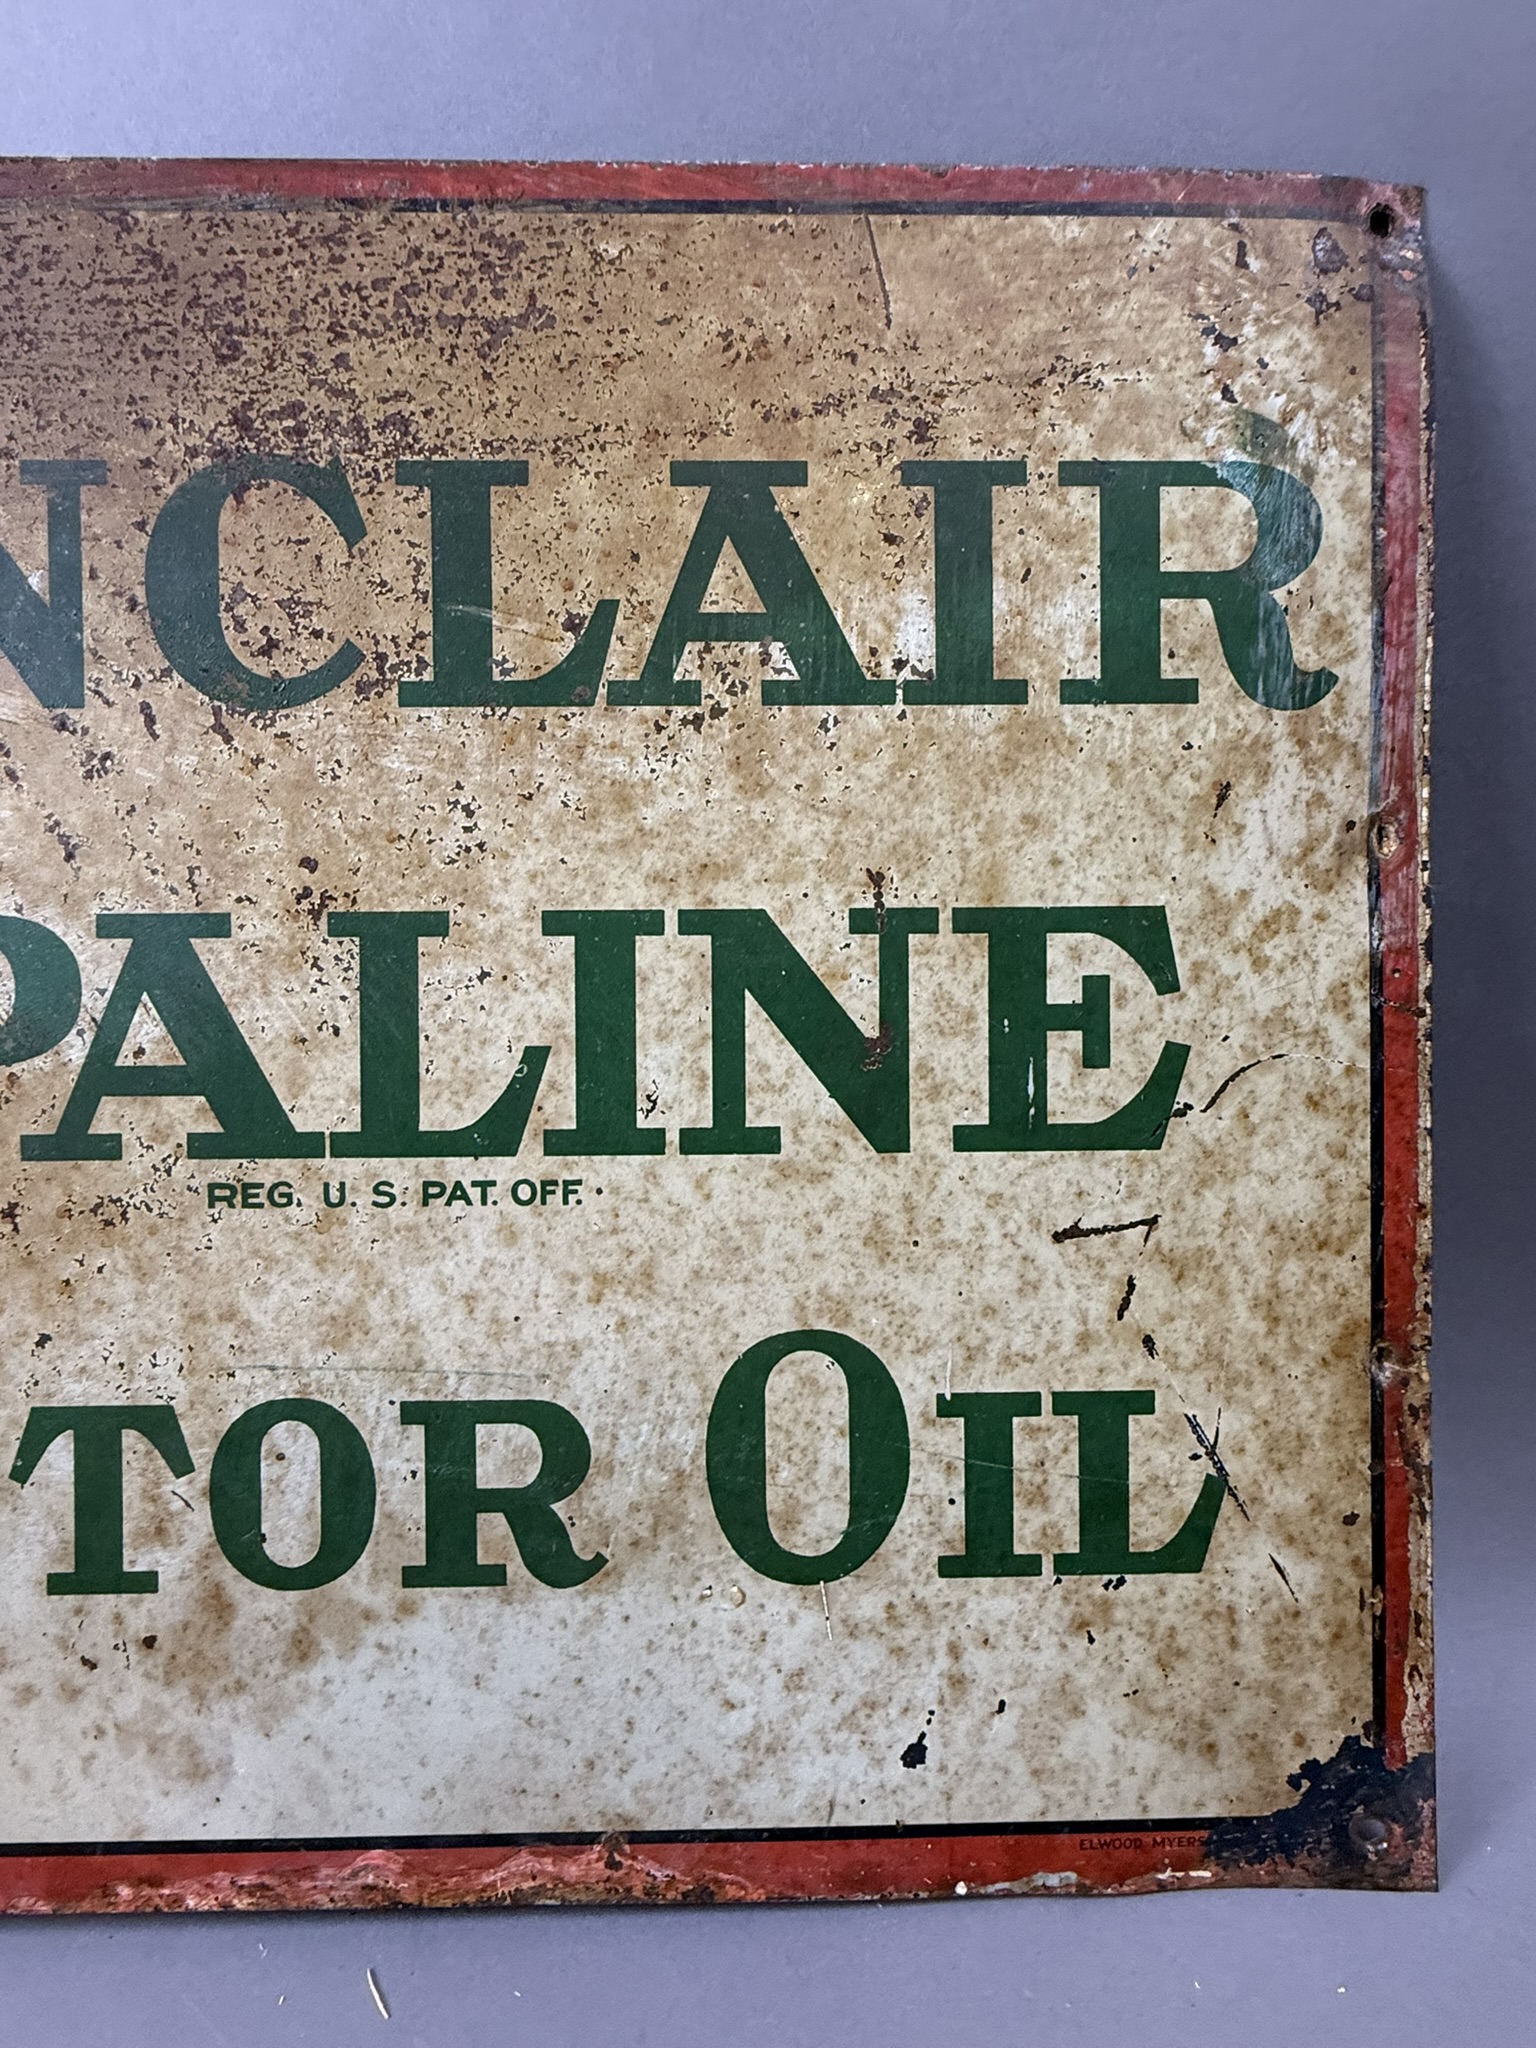 NCLAIR
PALINE
REG. U. S. PAT. OFF.
TOR OIL
ELWOOD MYERS